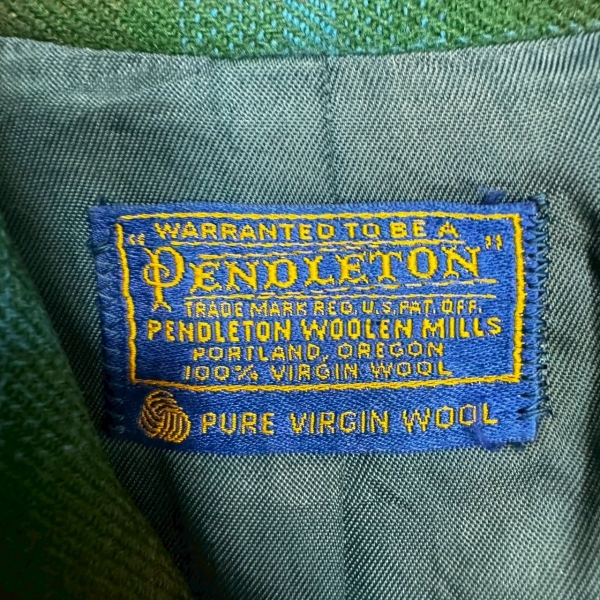 WARRANTED TO BE A
"PENDLETON"
TRADE MARK REG. U.S. PAT. OFF.
PENDLETON WOOLEN MILLS
PORTLAND, OREGON
100% VIRGIN WOOL
PURE VIRGIN WOOL